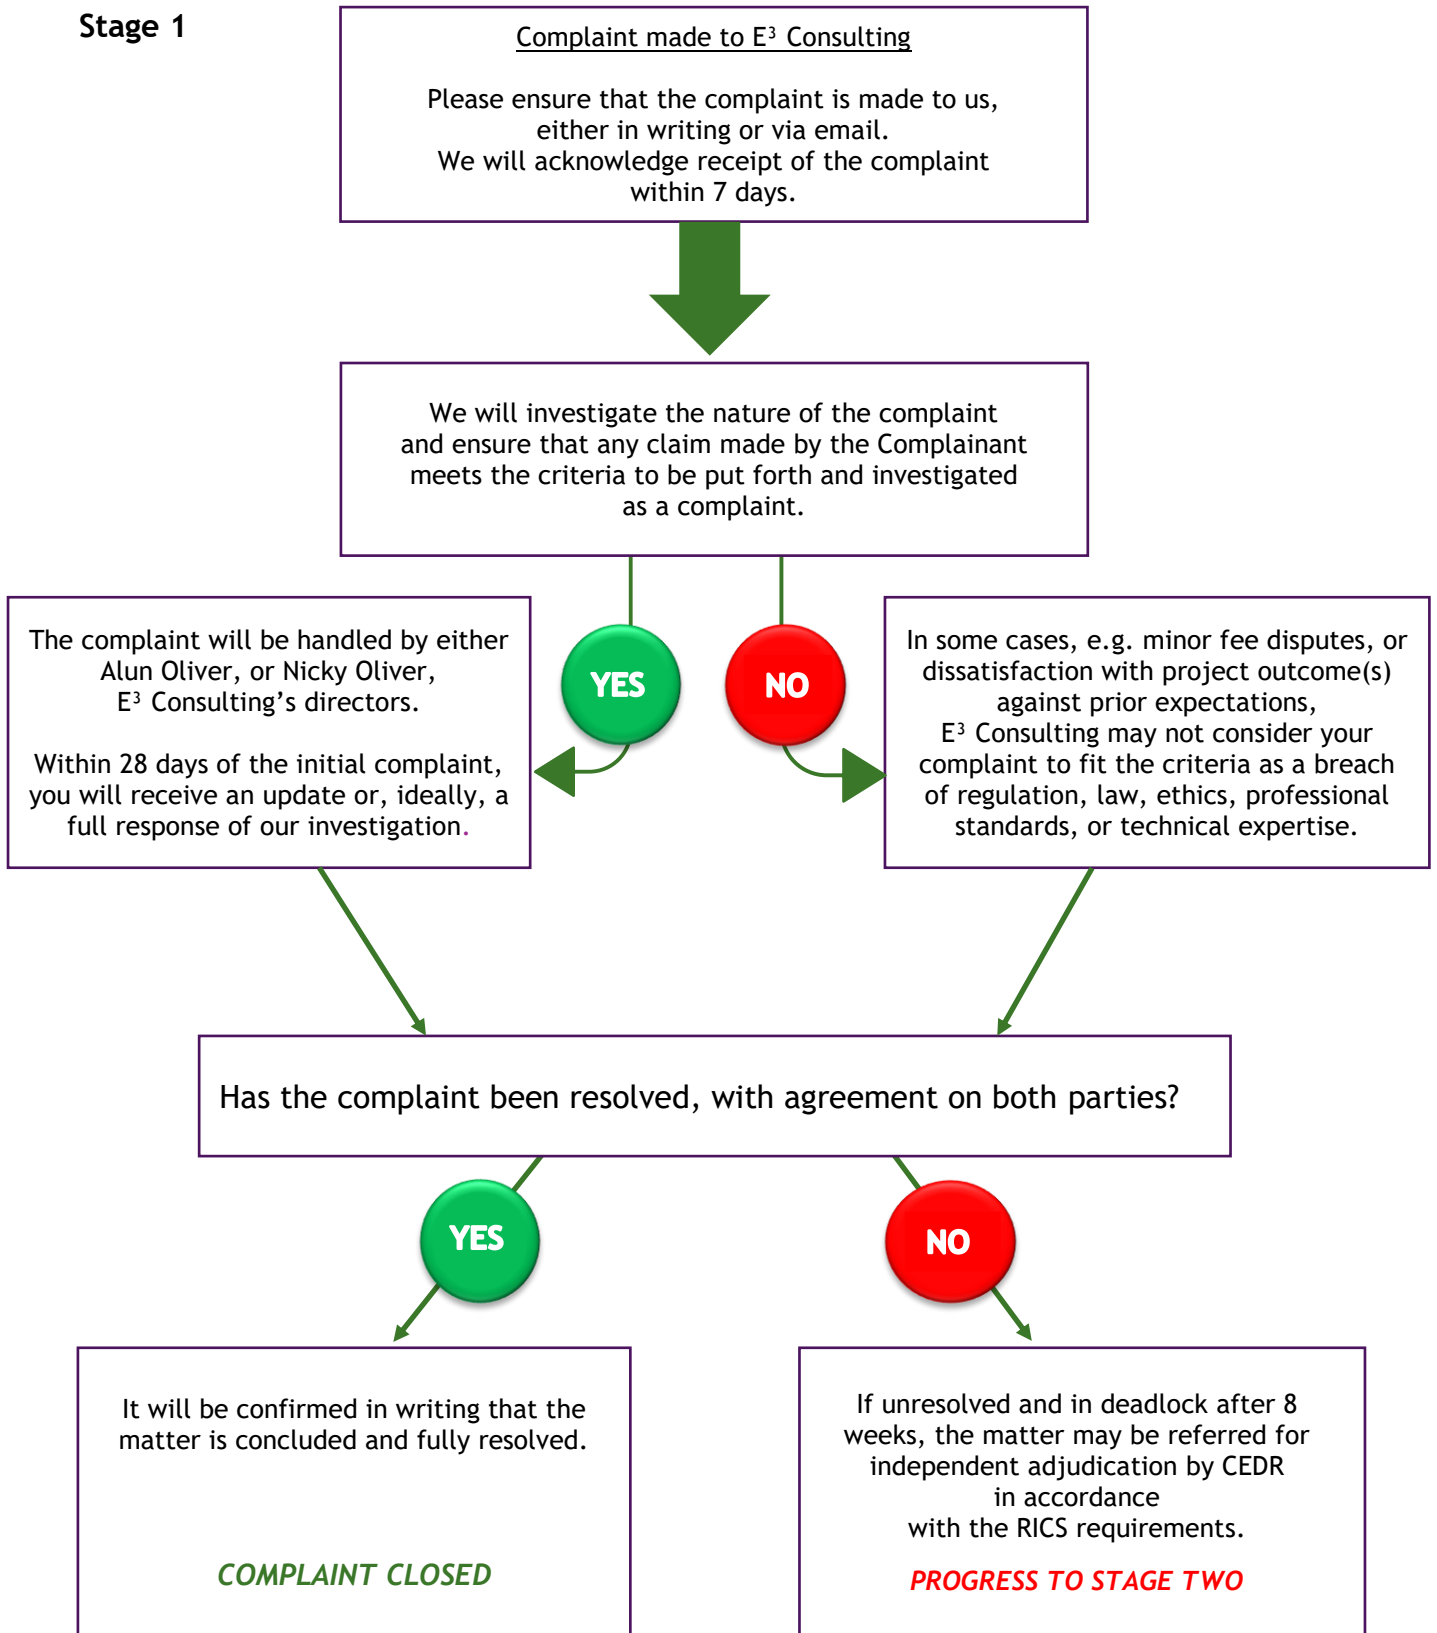 Stage 1
Complaint made to E³ Consulting
Please ensure that the complaint is made to us,
either in writing or via email.
We will acknowledge receipt of the complaint
within 7 days.
We will investigate the nature of the complaint
and ensure that any claim made by the Complainant
meets the criteria to be put forth and investigated
as a complaint.
The complaint will be handled by either
Alun Oliver, or Nicky Oliver,
E³ Consulting’s directors.
Within 28 days of the initial complaint,
you will receive an update or, ideally, a
full response of our investigation.
YES
NO
In some cases, e.g. minor fee disputes, or
dissatisfaction with project outcome(s)
against prior expectations,
E³ Consulting may not consider your
complaint to fit the criteria as a breach
of regulation, law, ethics, professional
standards, or technical expertise.
Has the complaint been resolved, with agreement on both parties?
YES
NO
It will be confirmed in writing that the
matter is concluded and fully resolved.
COMPLAINT CLOSED
If unresolved and in deadlock after 8
weeks, the matter may be referred for
independent adjudication by CEDR
in accordance
with the RICS requirements.
PROGRESS TO STAGE TWO